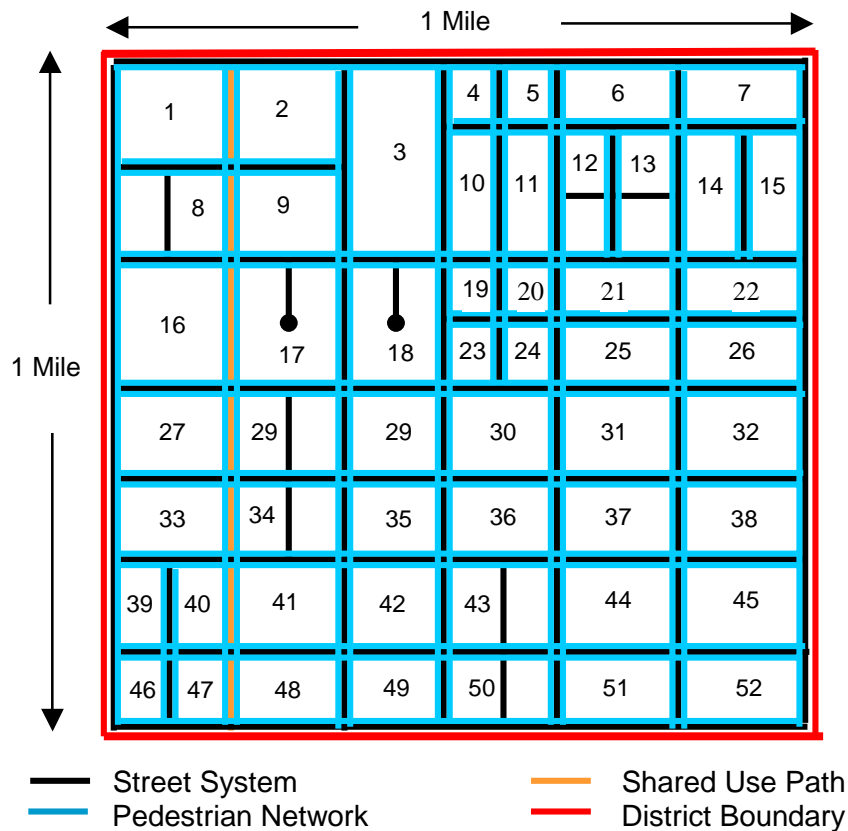 1 Mile
1 Mile
1 2 3 4 5 6 7
8 9 10 11 12 13 14 15
16 17 18 19 20 21 22
23 24 25 26
27 29 29 30 31 32
33 34 35 36 37 38
39 40 41 42 43 44 45
46 47 48 49 50 51 52
Street System
Shared Use Path
Pedestrian Network
District Boundary